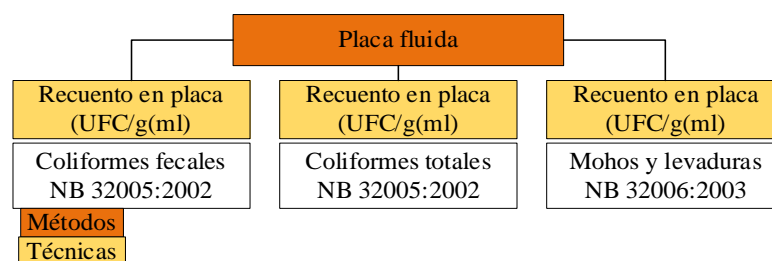 Placa fluida
Recuento en placa
(UFC/g(ml)
Coliformes fecales
NB 32005:2002
Recuento en placa
(UFC/g(ml)
Coliformes totales
NB 32005:2002
Recuento en placa
(UFC/g(ml)
Mohos y levaduras
NB 32006:2003
Métodos
Técnicas